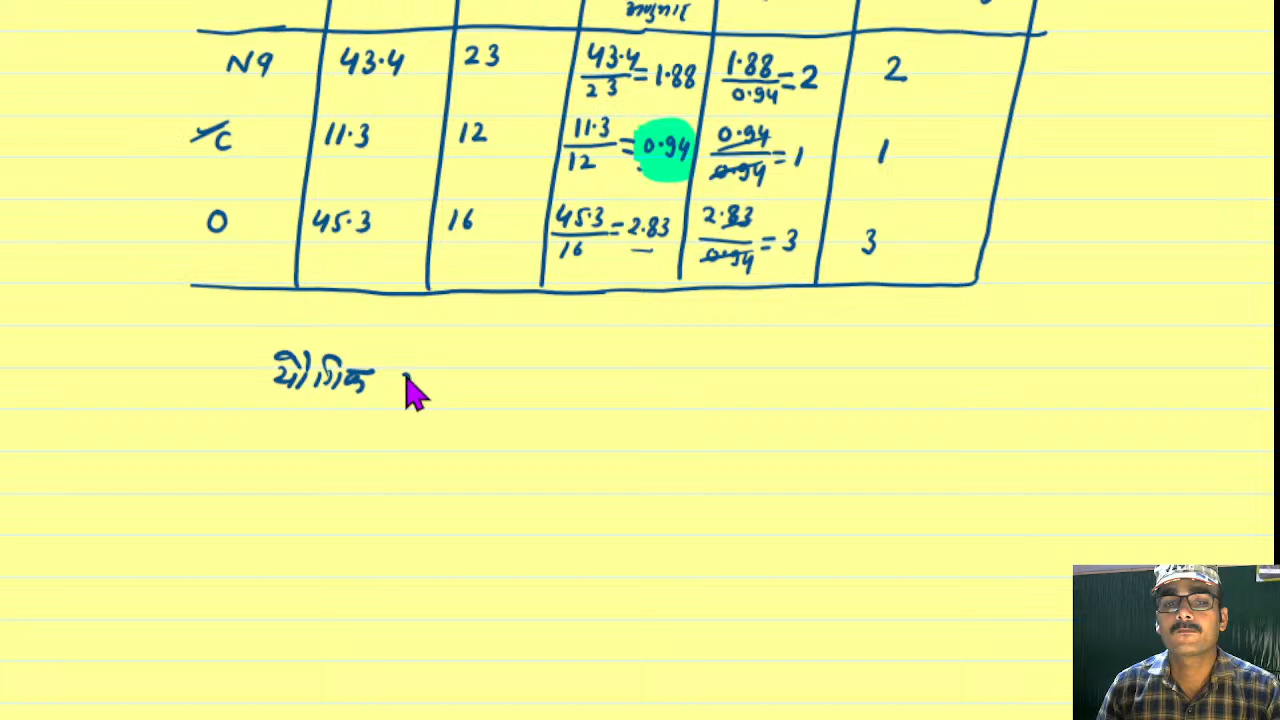 Na 43.4 23 43.4/23 = 1.88 1.88/0.94 = 2 2
C 11.3 12 11.3/12 = 0.94 0.94/0.94 = 1 1
O 45.3 16 45.3/16 = 2.83 2.83/0.94 = 3 3
यौगिक